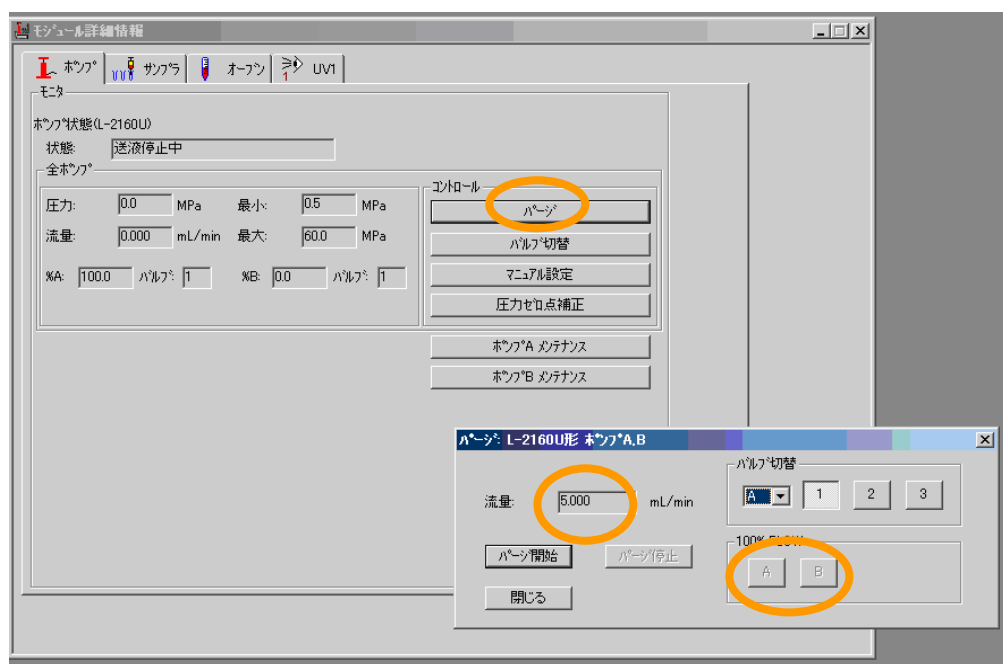 モジュール詳細情報
ポンプ サンプラ オーブン UV1
モニタ
ポンプ状態(L-2160U)
状態: 送液停止中
全ポンプ
圧力: 0.0 MPa 最小: 0.5 MPa
流量: 0.000 mL/min 最大: 60.0 MPa
%A: 100.0 バルブ: 1 %B: 0.0 バルブ: 1
コントロール
パージ
バルブ切替
マニュアル設定
圧力ゼロ点補正
ポンプA メンテナンス
ポンプB メンテナンス
パージ: L-2160U形 ポンプA,B
流量: 5.000 mL/min
パージ開始 パージ停止
閉じる
バルブ切替
A 1 2 3
100% FLOW
A B